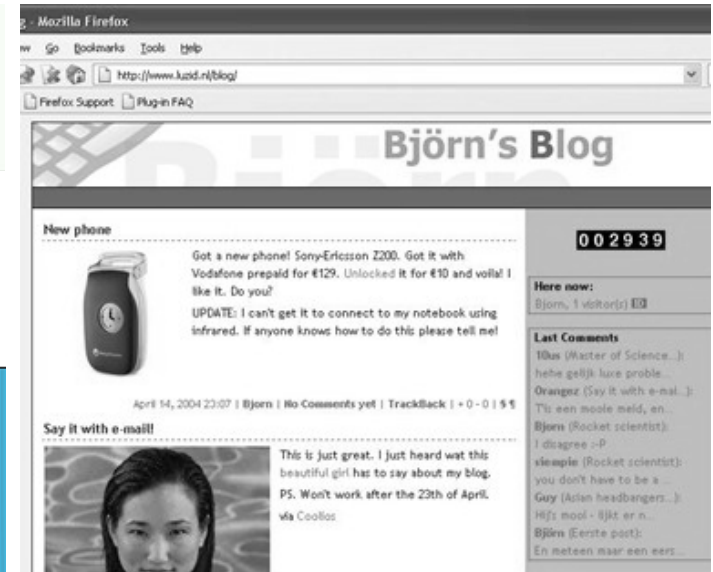 g - Mozilla Firefox
ew Go Bookmarks Tools Help
http://www.luzid.nl/blog/
Firefox Support Plug-in FAQ
Björn's Blog
New phone
Got a new phone! Sony-Ericsson Z200. Got it with
Vodafone prepaid for €129. Unlocked it for €10 and voila! I
like it. Do you?
UPDATE: I can't get it to connect to my notebook using
infrared. If anyone knows how to do this please tell me!
April 14, 2004 23:07 | Bjorn | No Comments yet | TrackBack | + 0 - 0 | $ ¶
Say it with e-mail!
This is just great. I just heard wat this
beautiful girl has to say about my blog.
PS. Won't work after the 23th of April.
via Coolios
002939
Here now:
Bjorn, 1 visitor(s)
Last Comments
10us (Master of Science...):
hehe gelijk luxe proble...
Orangez (Say it with e-mai...):
T'is een mooie meid, en...
Bjorn (Rocket scientist):
I disagree :-P
viempie (Rocket scientist):
you don't have to be a ...
Guy (Asian headbangers...):
Hij's mooi - lijkt er n...
Björn (Eerste post):
En meteen maar een eers...